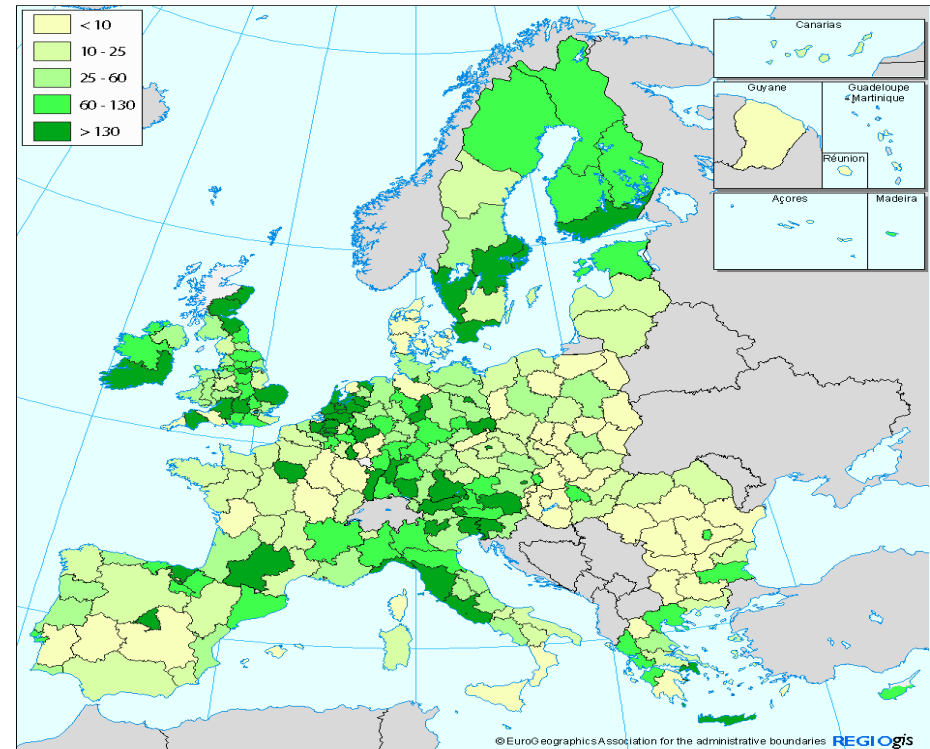 < 10
10 - 25
25 - 60
60 - 130
> 130
Canarias
Guyane
Guadeloupe
Martinique
Réunion
Açores
Madeira
©EuroGeographics Association for the administrative boundaries REGIOgis